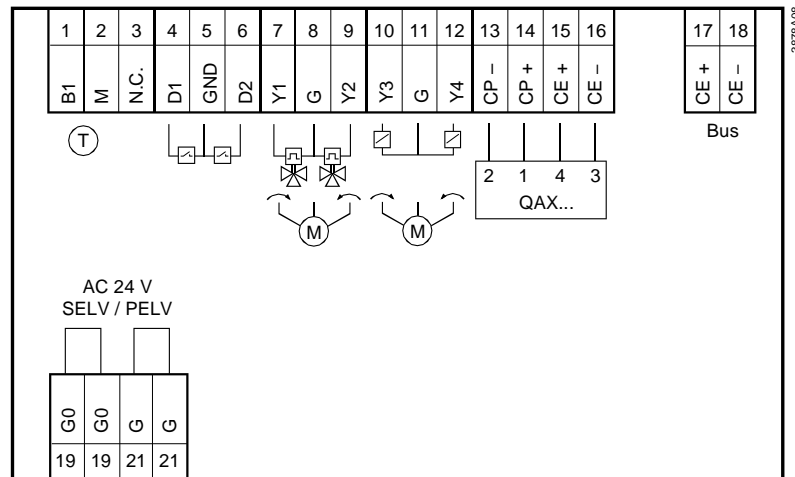 1 2 3 4 5 6 7 8 9 10 11 12 13 14 15 16 17 18
B1 M N.C. D1 GND D2 Y1 G Y2 Y3 G Y4 CP – CP + CE + CE – CE + CE –
T
Bus
2 1 4 3
QAX...
M M
AC 24 V
SELV / PELV
G0 G0 G G
19 19 21 21